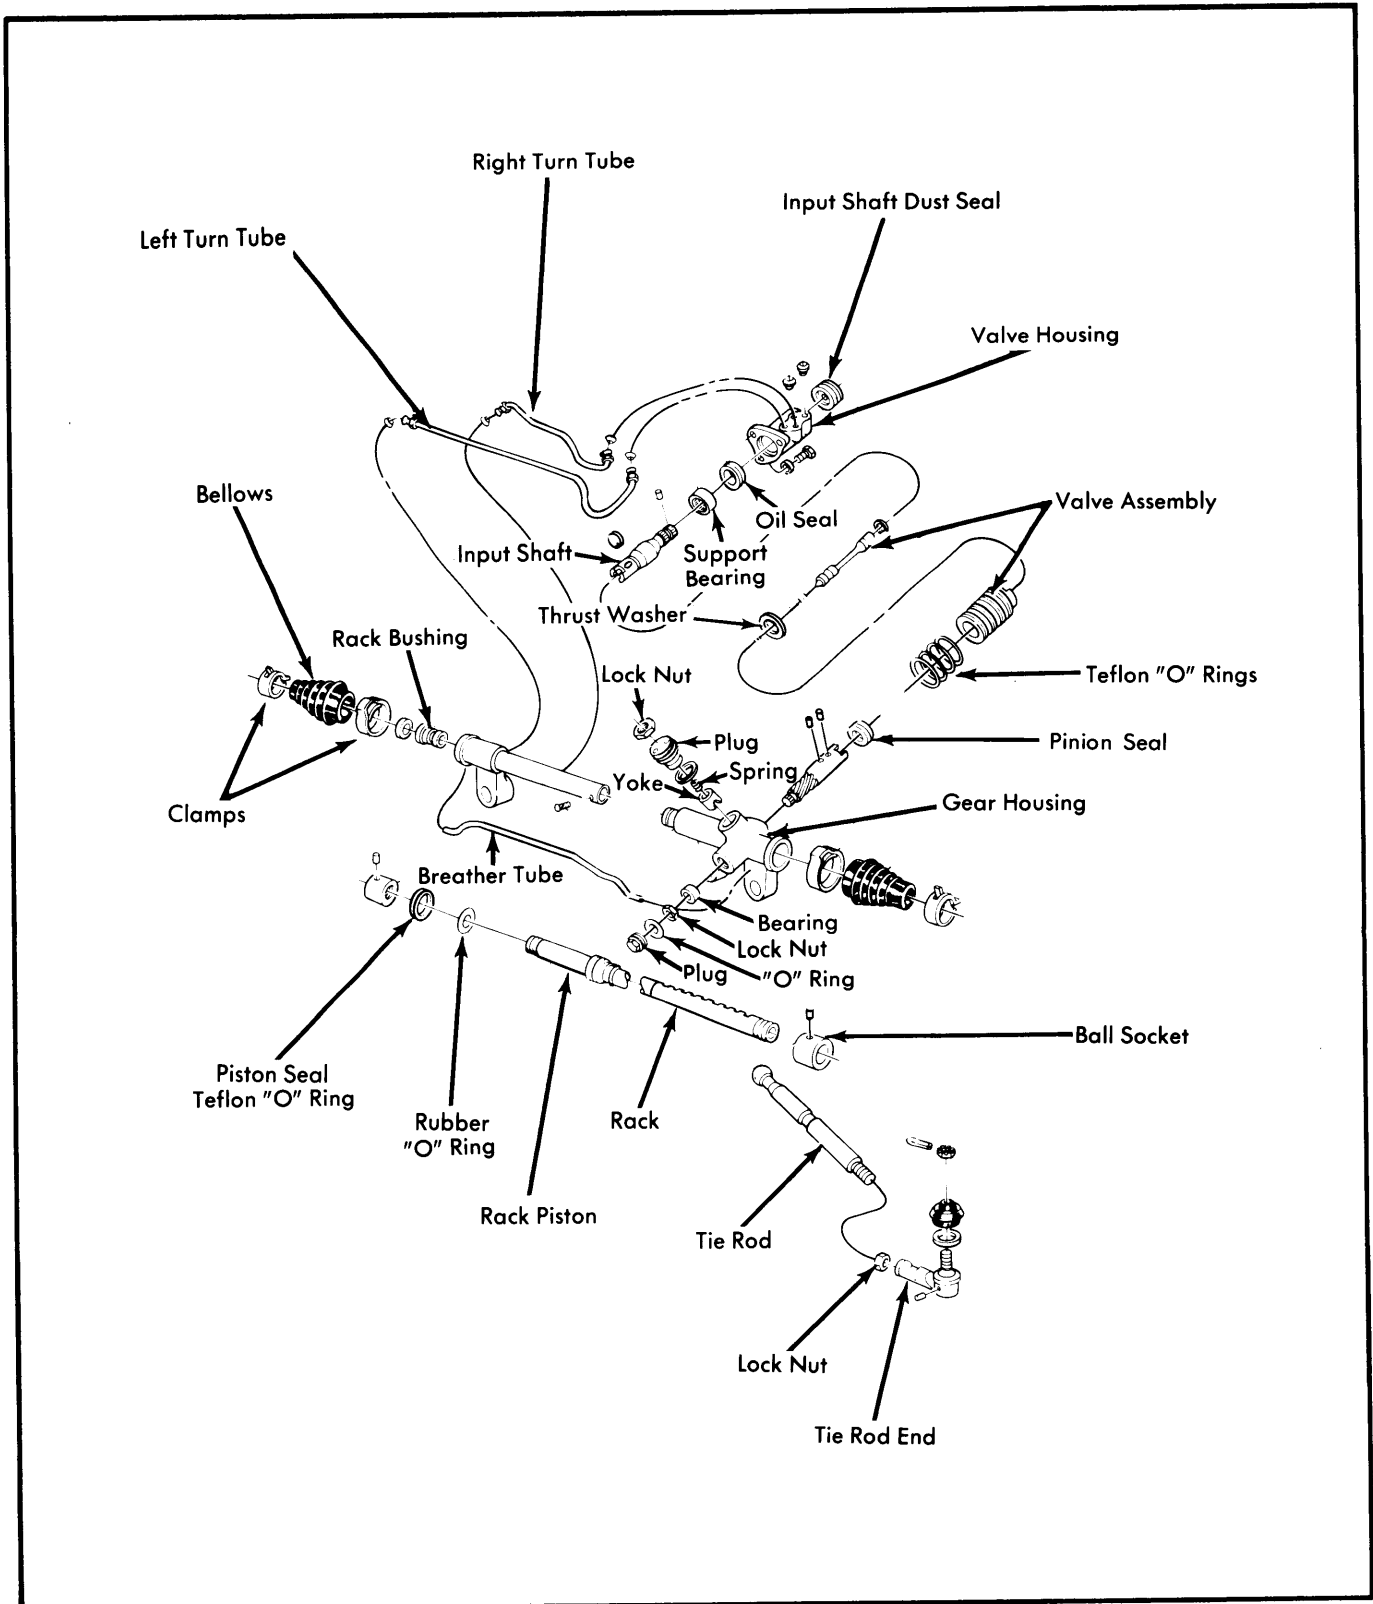 Right Turn Tube
Input Shaft Dust Seal
Left Turn Tube
Valve Housing
Bellows
Valve Assembly
Oil Seal
Input Shaft
Support
Bearing
Thrust Washer
Rack Bushing
Lock Nut
Teflon "O" Rings
Plug
Pinion Seal
Spring
Yoke
Gear Housing
Clamps
Breather Tube
Bearing
Lock Nut
Plug
"O" Ring
Ball Socket
Piston Seal
Teflon "O" Ring
Rubber
"O" Ring
Rack
Rack Piston
Tie Rod
Lock Nut
Tie Rod End